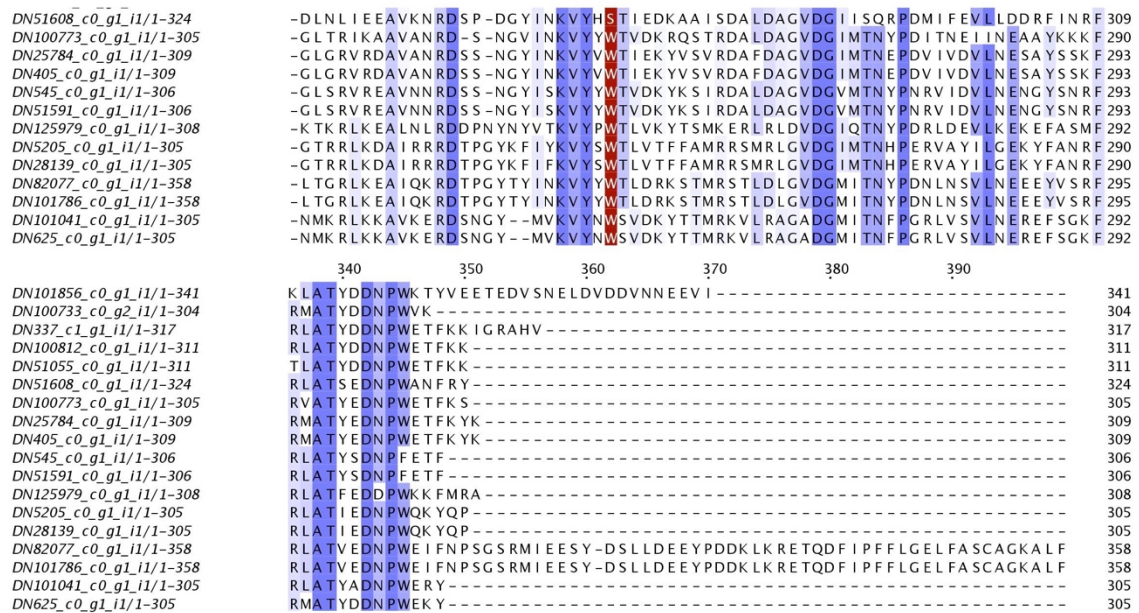 DN51608_c0_g1_i1/1-324 -DLNLIEEAVKNRDSP-DGYINKVYHSTIEDKAAISDALDAGVDGIISQRPDMIFEVLLDDRFINRF 309
DN100773_c0_g1_i1/1-305 -GLTRIKAAVANRD-S-NGVINKVYYWTVDKRQSTRDALDAGVDGIMTNYPDITNEIINEAAYKKKF 290
DN25784_c0_g1_i1/1-309 -GLGRVRDAVANRDSS-NGYINKVYYWTIEKYVSVRDAFDAGVDGIMTNEPDVIVDVLNESAYSSKF 293
DN405_c0_g1_i1/1-309 -GLGRVRDAVANRDSS-NGYINKVYVWTIEKYVSVRDAFDAGVDGIMTNEPDVIVDVLNESAYSSKF 293
DN545_c0_g1_i1/1-306 -GLSRVREAVNNRDSS-NGYISKVYYWTVDKYKSIRDALDAGVDGVMTNYPNRVIDVLNENGYSNRF 293
DN51591_c0_g1_i1/1-306 -GLSRVREAVNNRDSS-NGYISKVYYWTVDKYKSIRDALDAGVDGVMTNYPNRVIDVLNENGYSNRF 293
DN125979_c0_g1_i1/1-308 -KTKRLKEALNLRDDPNYNYVTKVYPWTLVKYTSMKERLRLDVDGIQTNYPDRLDEVLKEKEFASMF 292
DN5205_c0_g1_i1/1-305 -GTRRLKDAIRRRDTPGYKFIYKVYSWTLVTFFAMRRSMRLGVDGIMTNHPERVAYILGEKYFANRF 290
DN28139_c0_g1_i1/1-305 -GTRRLKDAIRRRDTPGYKFIFKVYSWTLVTFFAMRRSMRLGVDGIMTNHPERVAYILGEKYFANRF 290
DN82077_c0_g1_i1/1-358 -LTGRLKEAIQKRDTPGYTYINKVYYWTLDRKSTMRSTLDLGVDGMITNYPDNLNSVLNEEEYVSRF 295
DN101786_c0_g1_i1/1-358 -LTGRLKEAIQKRDTPGYTYINKVYYWTLDRKSTMRSTLDLGVDGMITNYPDNLNSVLNEEEYVSRF 295
DN101041_c0_g1_i1/1-305 -NMKRLKKAVKERDSNGY--MVKVYNWSVDKYTTMRKVLRAGADGMITNFPGRLVSVLNEREFSGKF 292
DN625_c0_g1_i1/1-305 -NMKRLKKAVKERDSNGY--MVKVYNWSVDKYTTMRKVLRAGADGMITNFPGRLVSVLNEREFSGKF 292
340 350 360 370 380 390
DN101856_c0_g1_i1/1-341 KLATYDDNPWKTYVEETEDVSNELDVDDVNNEEVI------------------------------ 341
DN100733_c0_g2_i1/1-304 RMATYDDNPWVK----------------------------------------------------- 304
DN337_c1_g1_i1/1-317 RLATYDDNPWETFKKIGRAHV-------------------------------------------- 317
DN100812_c0_g1_i1/1-311 RLATYDDNPWETFKK-------------------------------------------------- 311
DN51055_c0_g1_i1/1-311 TLATYDDNPWETFKK-------------------------------------------------- 311
DN51608_c0_g1_i1/1-324 RLATSEDNPWANFRY-------------------------------------------------- 324
DN100773_c0_g1_i1/1-305 RVATYEDNPWETFKS-------------------------------------------------- 305
DN25784_c0_g1_i1/1-309 RMATYEDNPWETFKYK------------------------------------------------- 309
DN405_c0_g1_i1/1-309 RMATYEDNPWETFKYK------------------------------------------------- 309
DN545_c0_g1_i1/1-306 RLATYSDNPFETF---------------------------------------------------- 306
DN51591_c0_g1_i1/1-306 RLATYSDNPFETF---------------------------------------------------- 306
DN125979_c0_g1_i1/1-308 RLATFEDDPWKKFMRA------------------------------------------------- 308
DN5205_c0_g1_i1/1-305 RLATIEDNPWQKYQP-------------------------------------------------- 305
DN28139_c0_g1_i1/1-305 RLATIEDNPWQKYQP-------------------------------------------------- 305
DN82077_c0_g1_i1/1-358 RLATVEDNPWEIFNPSGSRMIEESY-DSLLDEEYPDDKLKRETQDFIPFFLGELFASCAGKALF 358
DN101786_c0_g1_i1/1-358 RLATVEDNPWEIFNPSGSRMIEESY-DSLLDEEYPDDKLKRETQDFIPFFLGELFASCAGKALF 358
DN101041_c0_g1_i1/1-305 RLATYADNPWERY---------------------------------------------------- 305
DN625_c0_g1_i1/1-305 RMATYDDNPWEKY---------------------------------------------------- 305